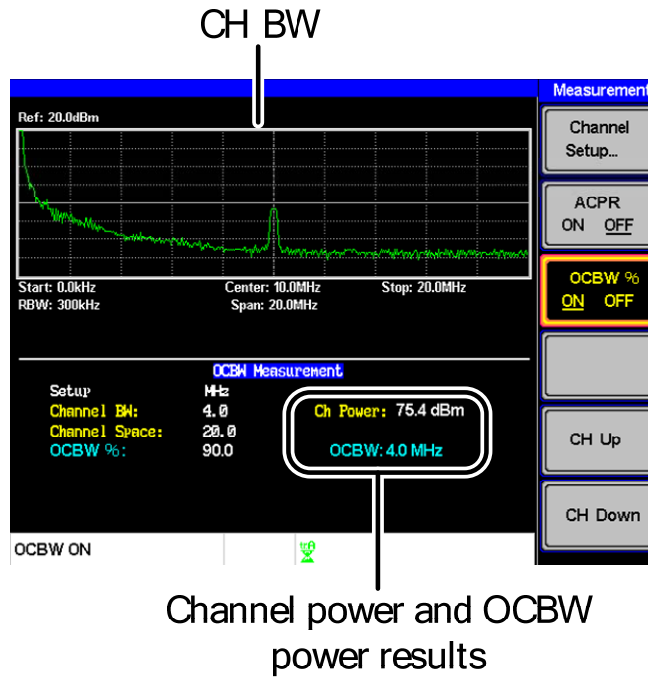 CH BW
Measurement
Ref: 20.0dBm
Channel
Setup...
ACPR
ON OFF
OCBW %
ON OFF
Start: 0.0kHz Center: 10.0MHz Stop: 20.0MHz
RBW: 300kHz Span: 20.0MHz
OCBW Measurement
Setup MHz
Channel BW: 4.0 Ch Power: 75.4 dBm
Channel Space: 20.0
OCBW %: 90.0 OCBW: 4.0 MHz
CH Up
CH Down
OCBW ON
Channel power and OCBW
power results